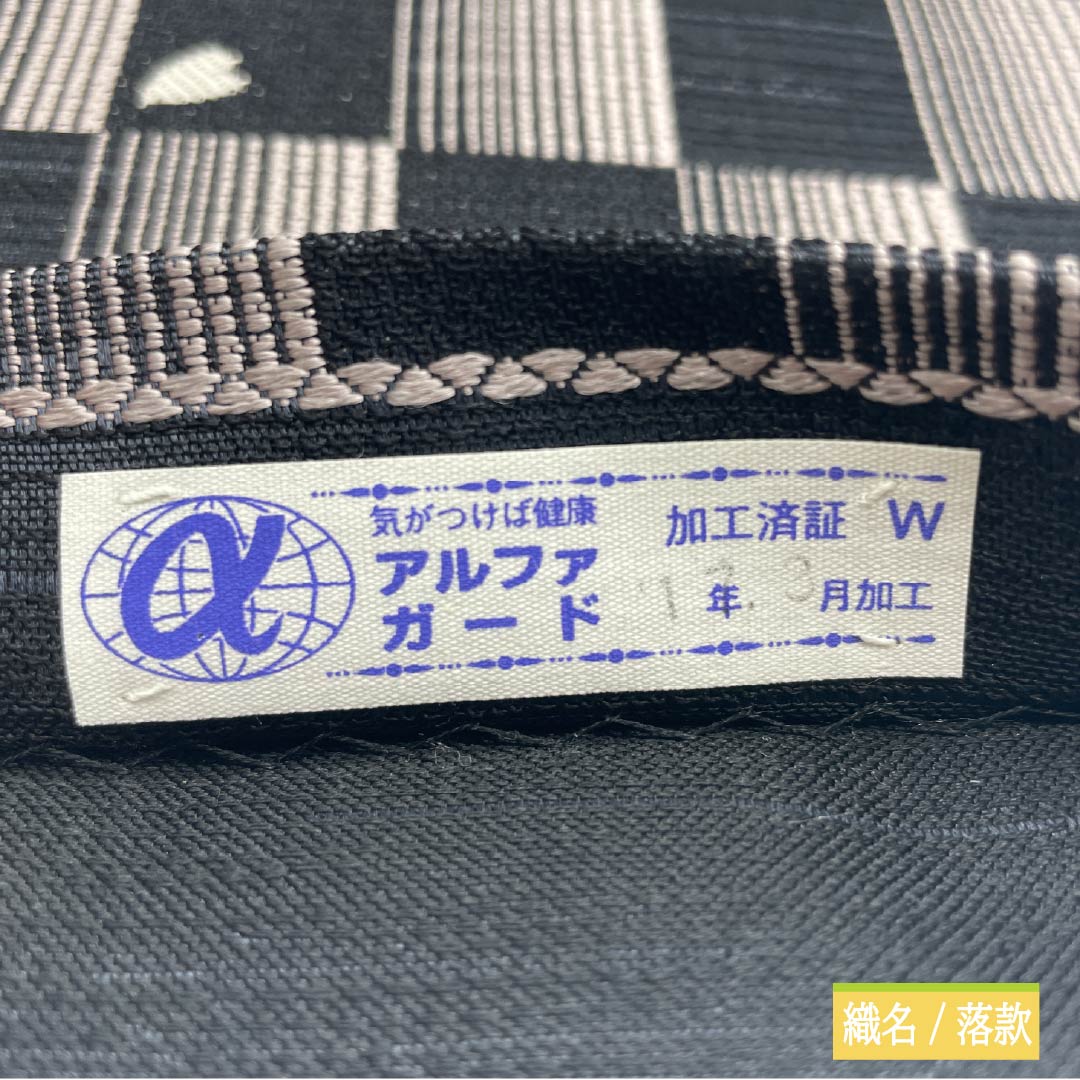 α
気がつけば健康
アルファ
ガード
加工済証 W
年 月加工
織名 / 落款